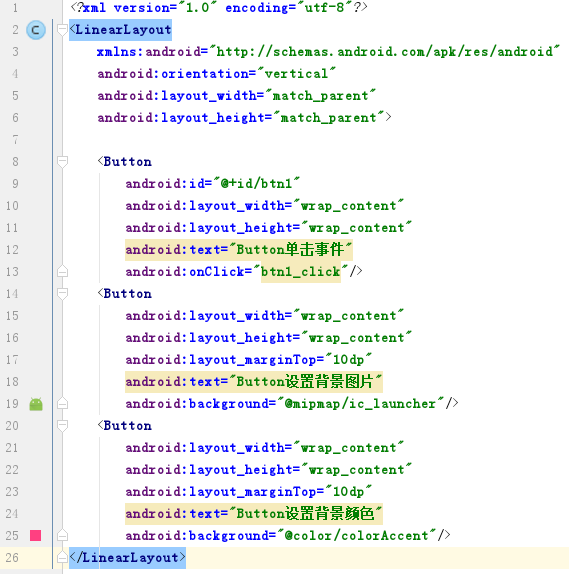 1 <?xml version="1.0" encoding="utf-8"?>
2 <LinearLayout
3 xmlns:android="http://schemas.android.com/apk/res/android"
4 android:orientation="vertical"
5 android:layout_width="match_parent"
6 android:layout_height="match_parent">
7
8 <Button
9 android:id="@+id/btn1"
10 android:layout_width="wrap_content"
11 android:layout_height="wrap_content"
12 android:text="Button单击事件"
13 android:onClick="btn1_click"/>
14 <Button
15 android:layout_width="wrap_content"
16 android:layout_height="wrap_content"
17 android:layout_marginTop="10dp"
18 android:text="Button设置背景图片"
19 android:background="@mipmap/ic_launcher"/>
20 <Button
21 android:layout_width="wrap_content"
22 android:layout_height="wrap_content"
23 android:layout_marginTop="10dp"
24 android:text="Button设置背景颜色"
25 android:background="@color/colorAccent"/>
26 </LinearLayout>